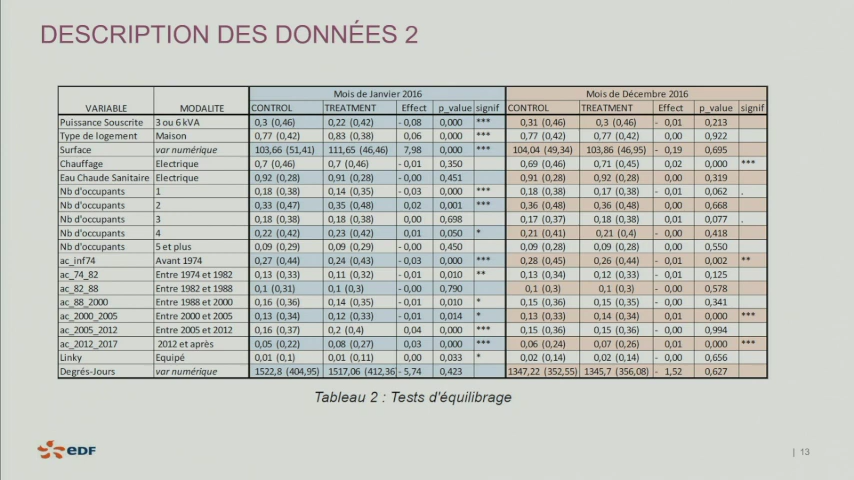 DESCRIPTION DES DONNÉES 2
Mois de Janvier 2016 Mois de Décembre 2016
VARIABLE MODALITE CONTROL TREATMENT Effect p_value signif CONTROL TREATMENT Effect p_value signif
Puissance Souscrite 3 ou 6 kVA 0,3 (0,46) 0,22 (0,42) - 0,08 0,000 *** 0,31 (0,46) 0,3 (0,46) - 0,01 0,213
Type de logement Maison 0,77 (0,42) 0,83 (0,38) 0,06 0,000 *** 0,77 (0,42) 0,77 (0,42) 0,00 0,922
Surface var numérique 103,66 (51,41) 111,65 (46,46) 7,98 0,000 *** 104,04 (49,34) 103,86 (46,95) - 0,19 0,695
Chauffage Electrique 0,7 (0,46) 0,7 (0,46) - 0,01 0,350 0,69 (0,46) 0,71 (0,45) 0,02 0,000 ***
Eau Chaude Sanitaire Electrique 0,92 (0,28) 0,91 (0,28) - 0,00 0,451 0,91 (0,28) 0,92 (0,28) 0,00 0,319
Nb d'occupants 1 0,18 (0,38) 0,14 (0,35) - 0,03 0,000 *** 0,18 (0,38) 0,17 (0,38) - 0,01 0,062 .
Nb d'occupants 2 0,33 (0,47) 0,35 (0,48) 0,02 0,001 *** 0,36 (0,48) 0,36 (0,48) 0,00 0,668
Nb d'occupants 3 0,18 (0,38) 0,18 (0,38) 0,00 0,698 0,17 (0,37) 0,18 (0,38) 0,01 0,077 .
Nb d'occupants 4 0,22 (0,42) 0,23 (0,42) 0,01 0,050 * 0,21 (0,41) 0,21 (0,4) - 0,00 0,418
Nb d'occupants 5 et plus 0,09 (0,29) 0,09 (0,29) - 0,00 0,450 0,09 (0,28) 0,09 (0,28) 0,00 0,550
ac_inf74 Avant 1974 0,27 (0,44) 0,24 (0,43) - 0,03 0,000 *** 0,28 (0,45) 0,26 (0,44) - 0,01 0,002 **
ac_74_82 Entre 1974 et 1982 0,13 (0,33) 0,11 (0,32) - 0,01 0,010 ** 0,13 (0,34) 0,12 (0,33) - 0,01 0,125
ac_82_88 Entre 1982 et 1988 0,1 (0,31) 0,1 (0,3) - 0,00 0,790 0,1 (0,3) 0,1 (0,3) - 0,00 0,578
ac_88_2000 Entre 1988 et 2000 0,16 (0,36) 0,14 (0,35) - 0,01 0,010 * 0,15 (0,36) 0,15 (0,35) - 0,00 0,341
ac_2000_2005 Entre 2000 et 2005 0,13 (0,34) 0,12 (0,33) - 0,01 0,014 * 0,13 (0,33) 0,14 (0,34) 0,01 0,000 ***
ac_2005_2012 Entre 2005 et 2012 0,16 (0,37) 0,2 (0,4) 0,04 0,000 *** 0,15 (0,36) 0,15 (0,36) - 0,00 0,994
ac_2012_2017 2012 et après 0,05 (0,22) 0,08 (0,27) 0,03 0,000 *** 0,06 (0,24) 0,07 (0,26) 0,01 0,000 ***
Linky Equipé 0,01 (0,1) 0,01 (0,11) 0,00 0,033 * 0,02 (0,14) 0,02 (0,14) - 0,00 0,656
Degrés-Jours var numérique 1522,8 (404,95) 1517,06 (412,36) - 5,74 0,423 1347,22 (352,55) 1345,7 (356,08) - 1,52 0,627
Tableau 2 : Tests d'équilibrage
eDF
| 13